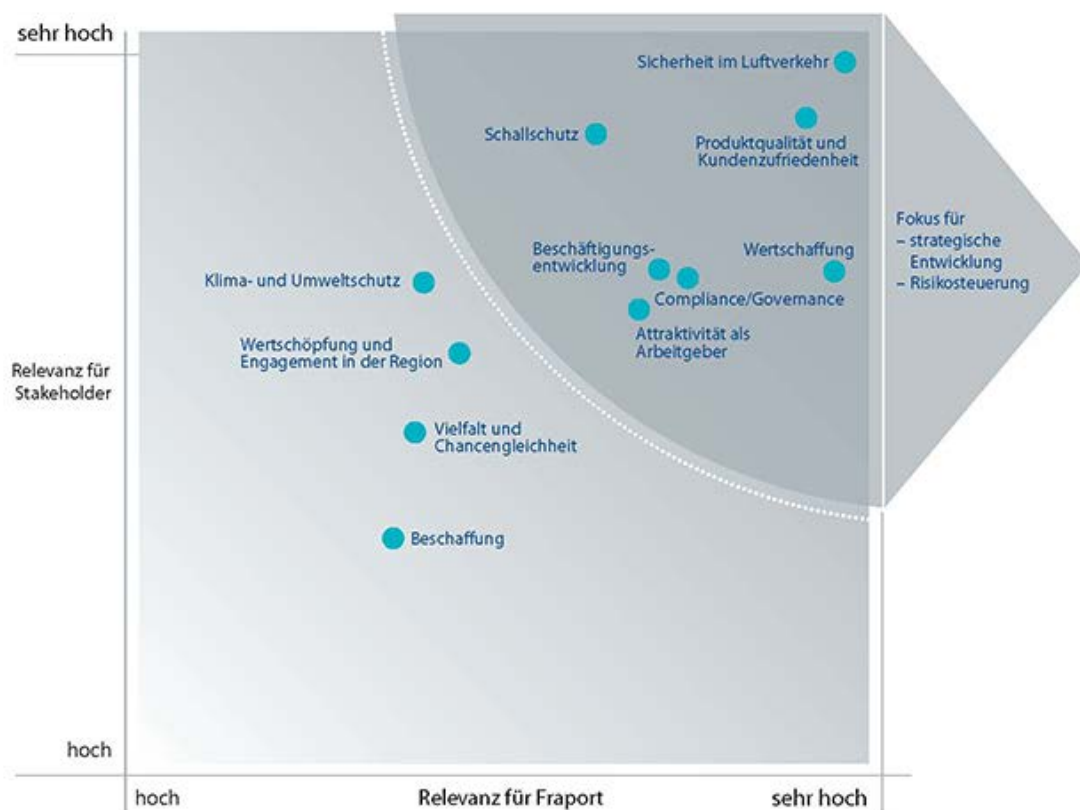 sehr hoch
Sicherheit im Luftverkehr
Schallschutz
Produktqualität und
Kundenzufriedenheit
Fokus für
– strategische
Entwicklung
– Risikosteuerung
Beschäftigungs-
entwicklung
Wertschaffung
Klima- und Umweltschutz
Compliance/Governance
Attraktivität als
Arbeitgeber
Wertschöpfung und
Engagement in der Region
Relevanz für
Stakeholder
Vielfalt und
Chancengleichheit
Beschaffung
hoch
hoch
Relevanz für Fraport
sehr hoch